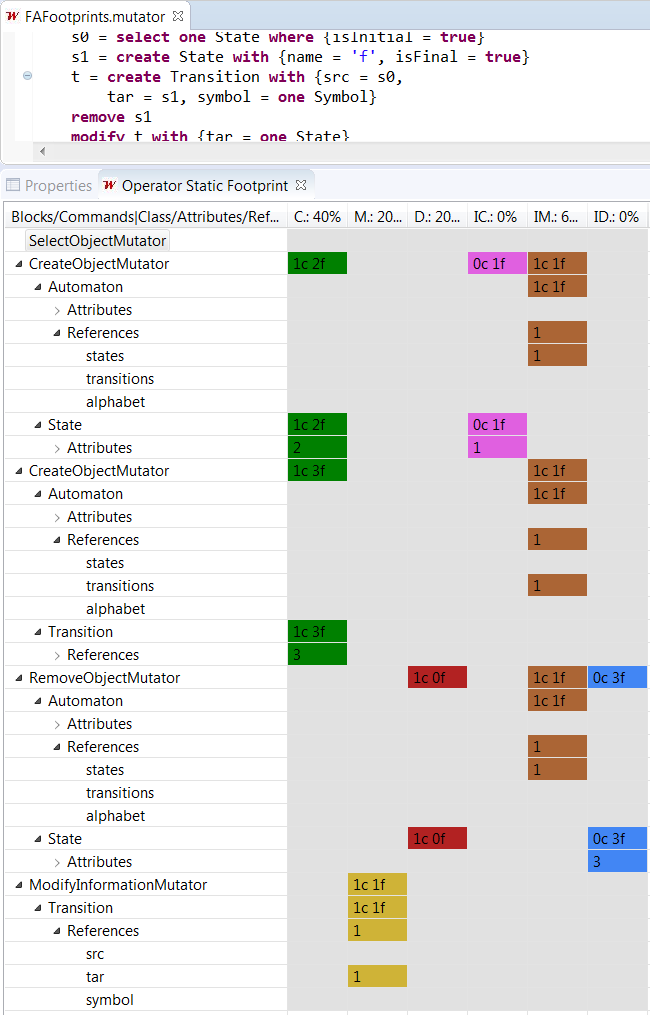 FAFootprints.mutator
s0 = select one State where {isInitial = true}
s1 = create State with {name = 'f', isFinal = true}
t = create Transition with {src = s0,
tar = s1, symbol = one Symbol}
remove s1
modify t with {tar = one State}
Properties Operator Static Footprint
Blocks/Commands|Class/Attributes/Ref... C.: 40% M.: 20... D.: 20... IC.: 0% IM.: 6... ID.: 0%
SelectObjectMutator
CreateObjectMutator 1c 2f 0c 1f 1c 1f
Automaton 1c 1f
Attributes
References 1
states 1
transitions
alphabet
State 1c 2f 0c 1f
Attributes 2 1
CreateObjectMutator 1c 3f 1c 1f
Automaton 1c 1f
Attributes
References 1
states
transitions 1
alphabet
Transition 1c 3f
References 3
RemoveObjectMutator 1c 0f 1c 1f 0c 3f
Automaton 1c 1f
Attributes
References 1
states 1
transitions
alphabet
State 1c 0f 0c 3f
Attributes 3
ModifyInformationMutator 1c 1f
Transition 1c 1f
References 1
src
tar 1
symbol